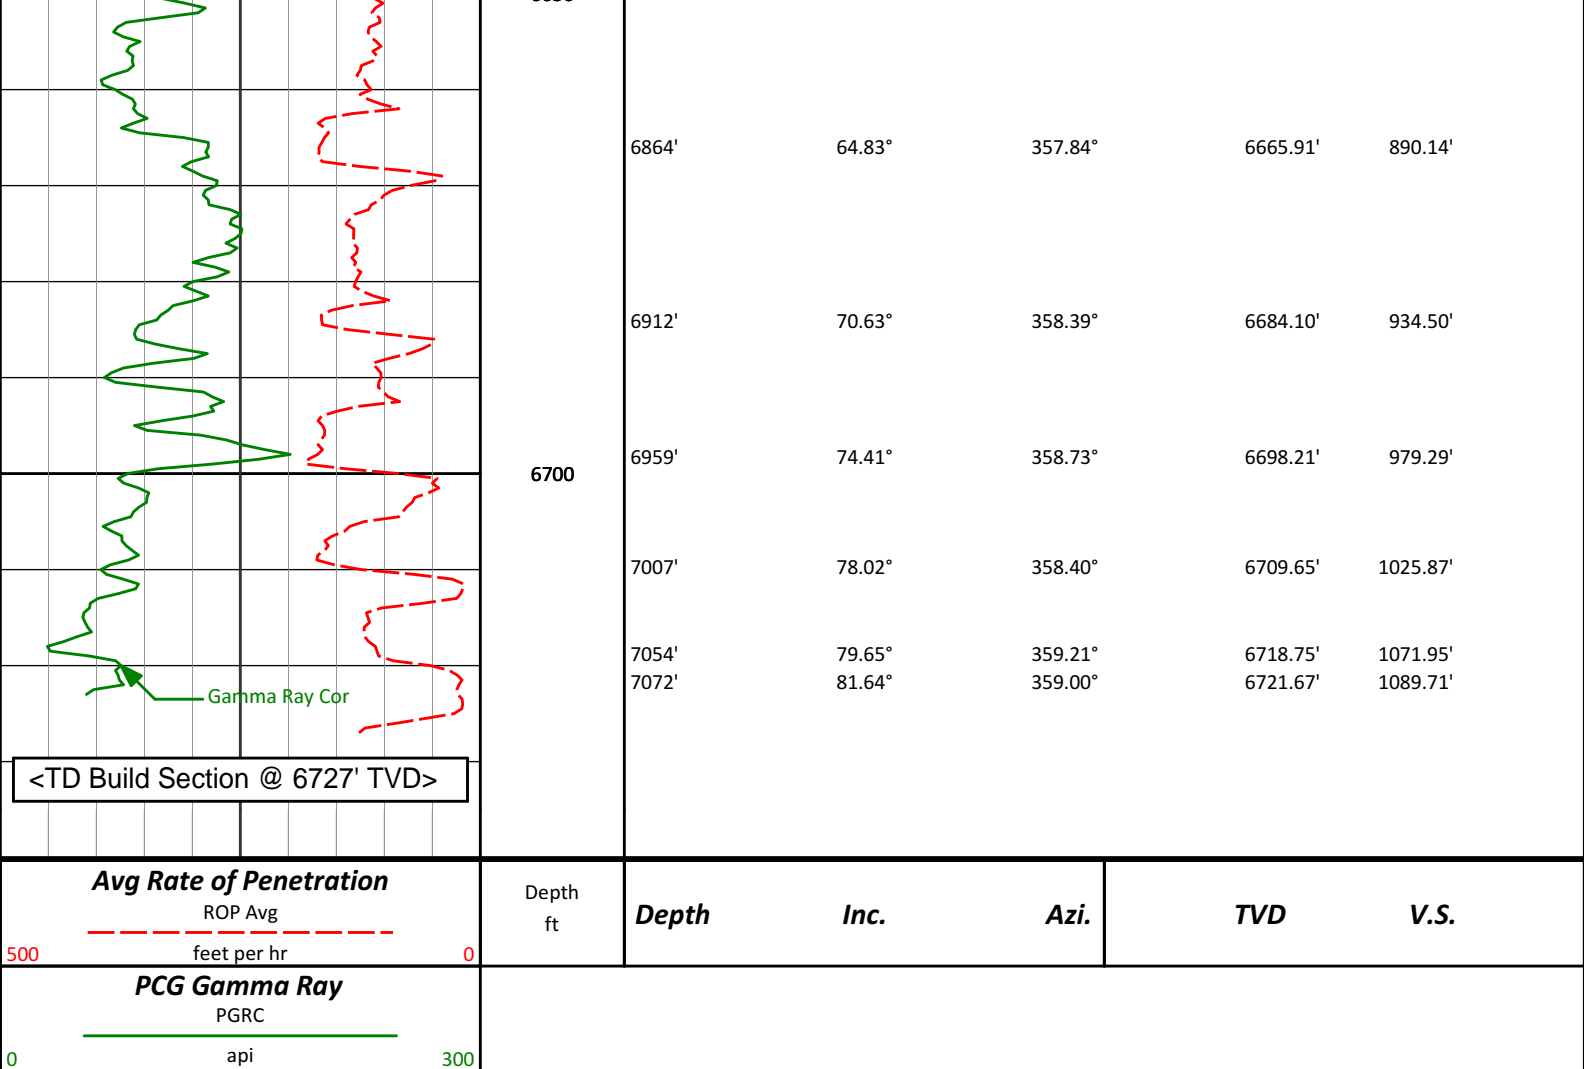 6864' 64.83° 357.84° 6665.91' 890.14'
6912' 70.63° 358.39° 6684.10' 934.50'
6959' 74.41° 358.73° 6698.21' 979.29'
6700
7007' 78.02° 358.40° 6709.65' 1025.87'
7054' 79.65° 359.21° 6718.75' 1071.95'
7072' 81.64° 359.00° 6721.67' 1089.71'
Gamma Ray Cor
<TD Build Section @ 6727' TVD>
Avg Rate of Penetration
ROP Avg
500 feet per hr 0
Depth
ft
Depth Inc. Azi. TVD V.S.
PCG Gamma Ray
PGRC
0 api 300